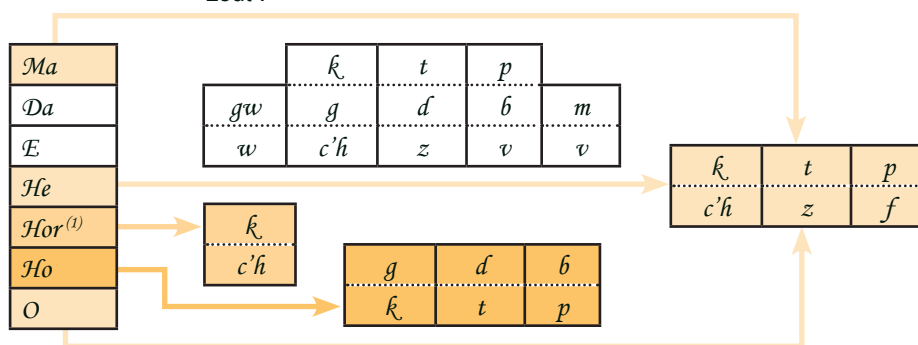 Ma
Da
E
He
Hor (1)
Ho
O
k t p
gw g d b m
w c'h z v v
k
c'h
g d b
k t p
k t p
c'h z f